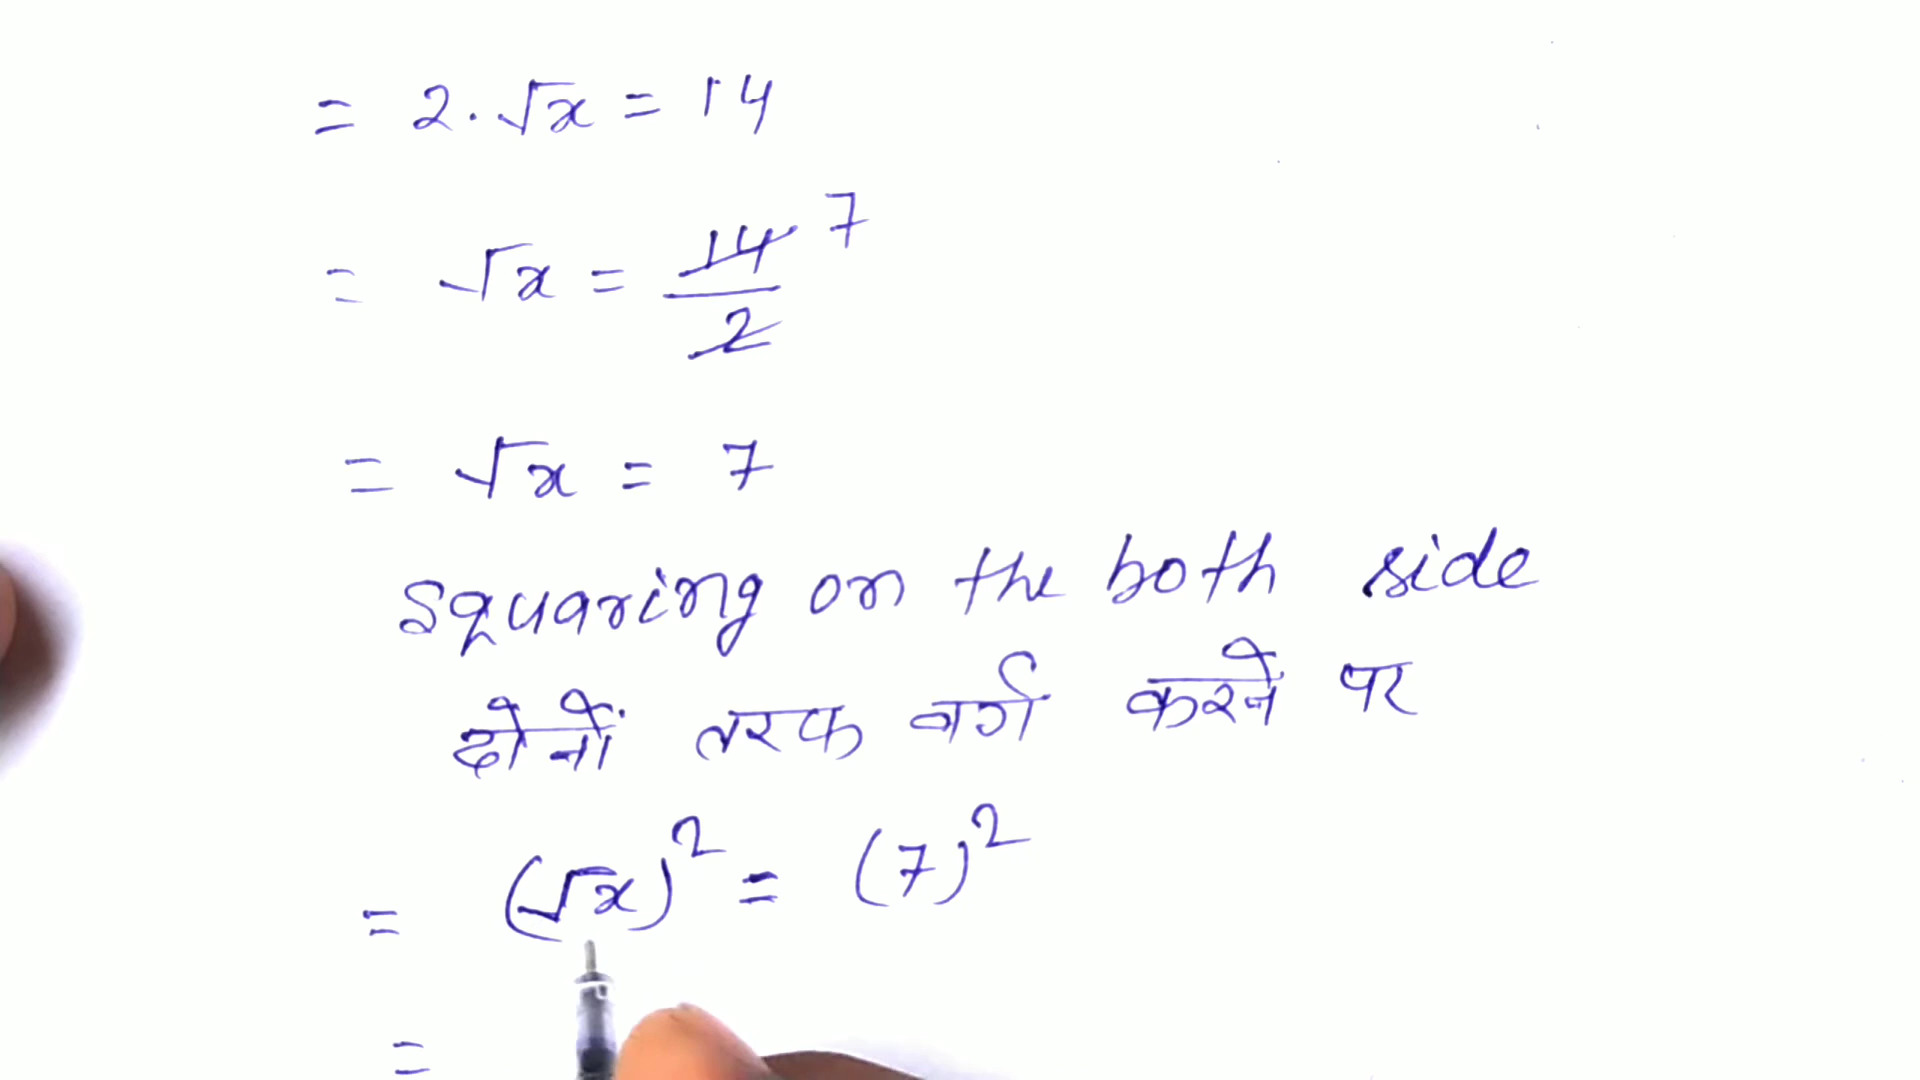 = 2.√x = 14
= √x = 14/2 7
= √x = 7
Squaring on the both side
दोनों तरफ वर्ग करने पर
= (√x)² = (7)²
=